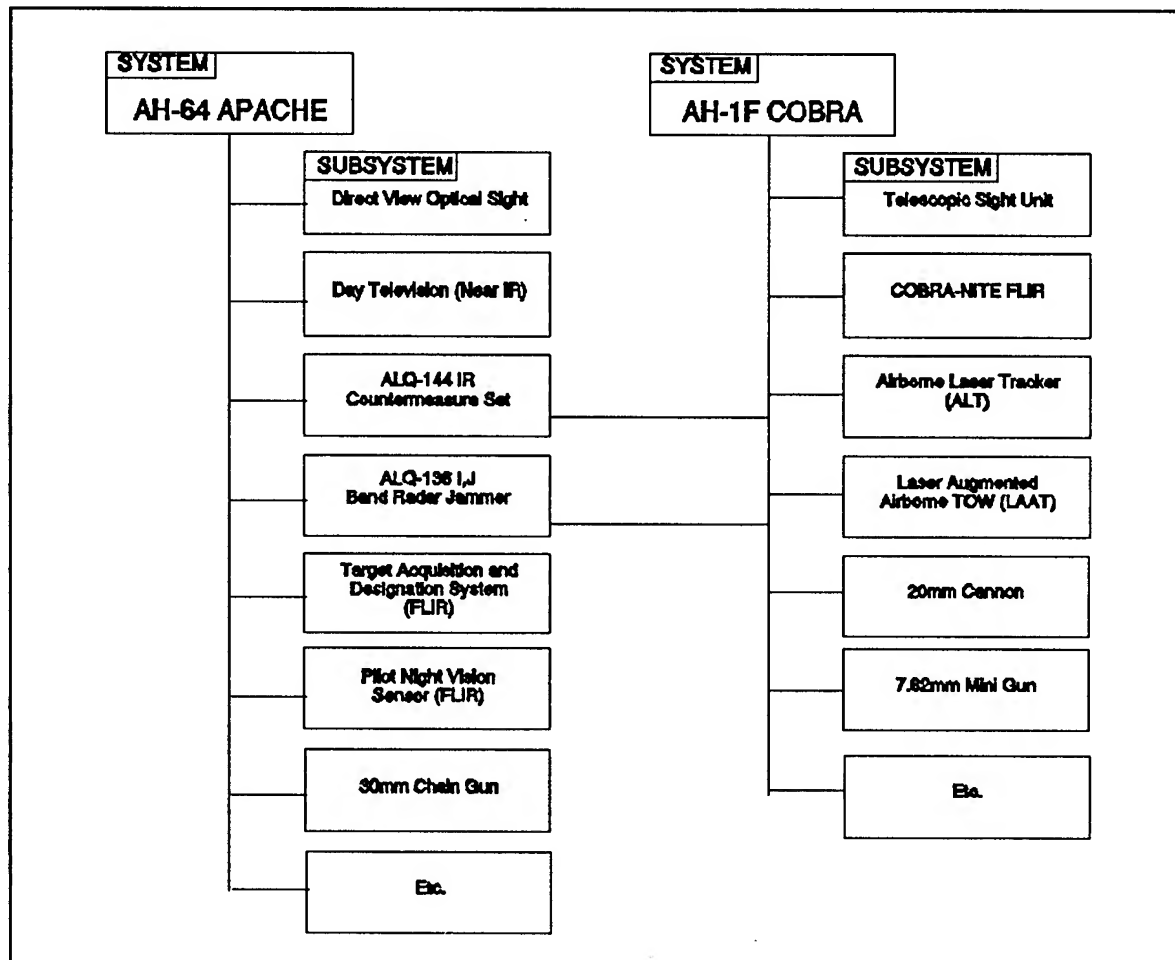 SYSTEM
AH-64 APACHE
SUBSYSTEM
Direct View Optical Sight
Day Television (Near IR)
ALQ-144 IR
Countermeasure Set
ALQ-136 I,J
Band Radar Jammer
Target Acquisition and
Designation System
(FLIR)
Pilot Night Vision
Sensor (FLIR)
30mm Chain Gun
Etc.
SYSTEM
AH-1F COBRA
SUBSYSTEM
Telescopic Sight Unit
COBRA-NITE FLIR
Airborne Laser Tracker
(ALT)
Laser Augmented
Airborne TOW (LAAT)
20mm Cannon
7.62mm Mini Gun
Etc.